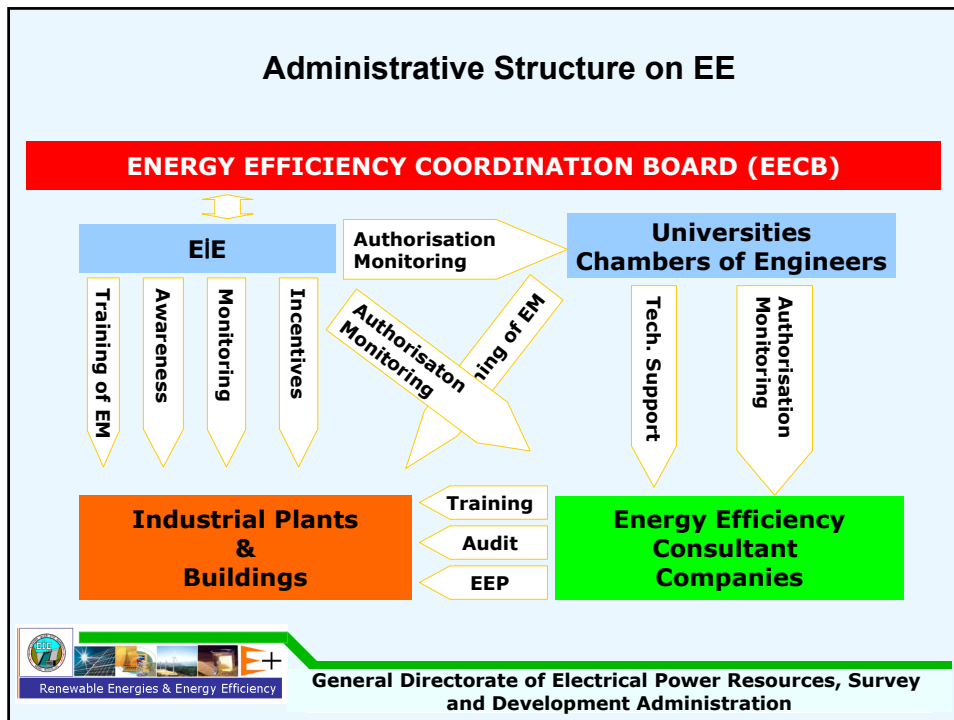 Administrative Structure on EE
ENERGY EFFICIENCY COORDINATION BOARD (EECB)
EİE
Authorisation
Monitoring
Universities
Chambers of Engineers
Training of EM
Awareness
Monitoring
Incentives
Authorisaton
Monitoring
ning of EM
Tech. Support
Authorisation
Monitoring
Industrial Plants
&
Buildings
Training
Audit
EEP
Energy Efficiency
Consultant
Companies
EİE
E+
Renewable Energies & Energy Efficiency
General Directorate of Electrical Power Resources, Survey
and Development Administration